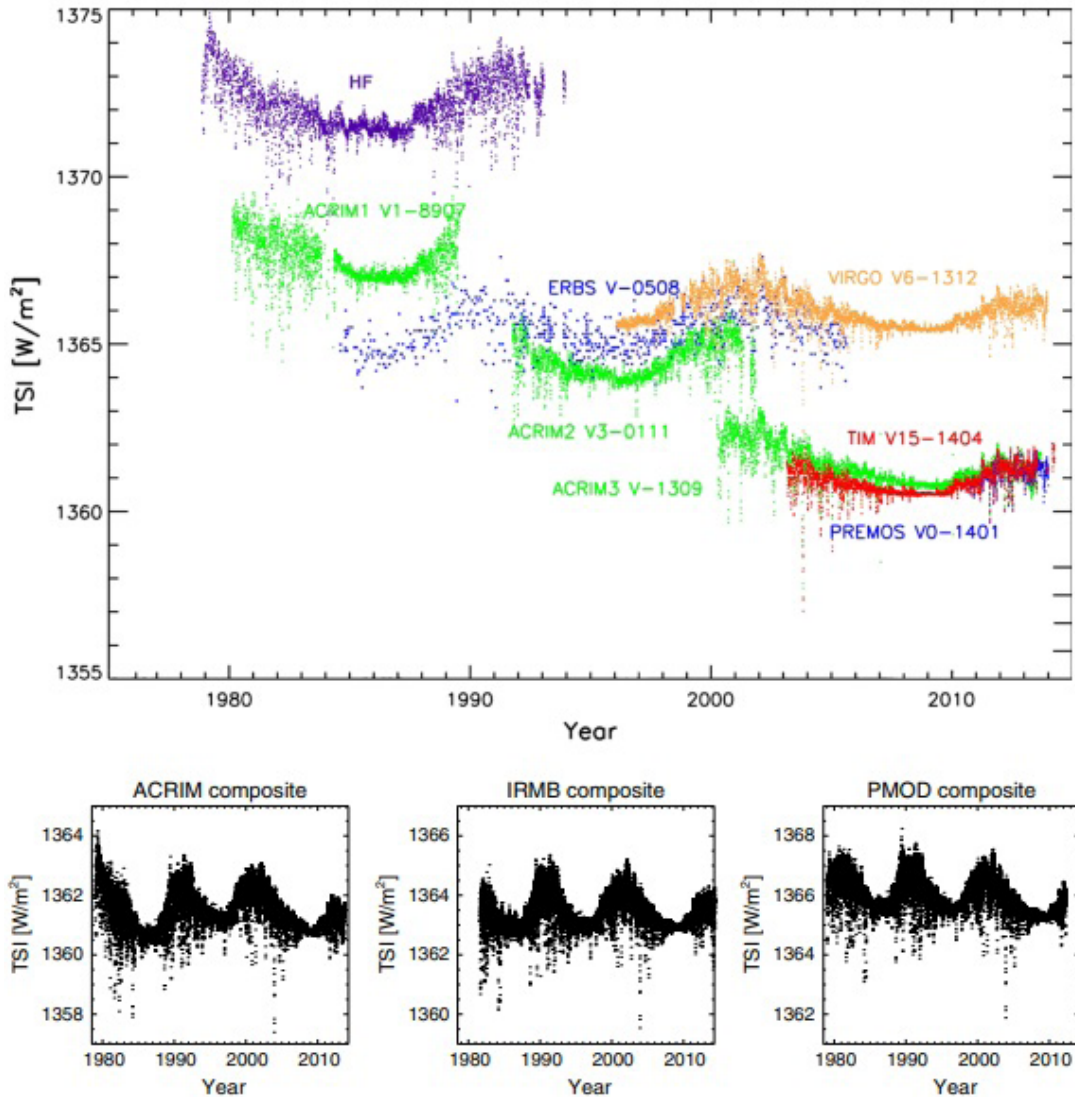 1375
HF
1370
ACRIM1 V1-8907
ERBS V-0508
VIRGO V6-1312
1365
TSI [W/m²]
ACRIM2 V3-0111
TIM V15-1404
ACRIM3 V-1309
1360
PREMOS V0-1401
1355
1980 1990 2000 2010
Year
ACRIM composite
1364
1362
1360
1358
TSI [W/m²]
1980 1990 2000 2010
Year
IRMB composite
1366
1364
1362
1360
TSI [W/m²]
1980 1990 2000 2010
Year
PMOD composite
1368
1366
1364
1362
TSI [W/m²]
1980 1990 2000 2010
Year